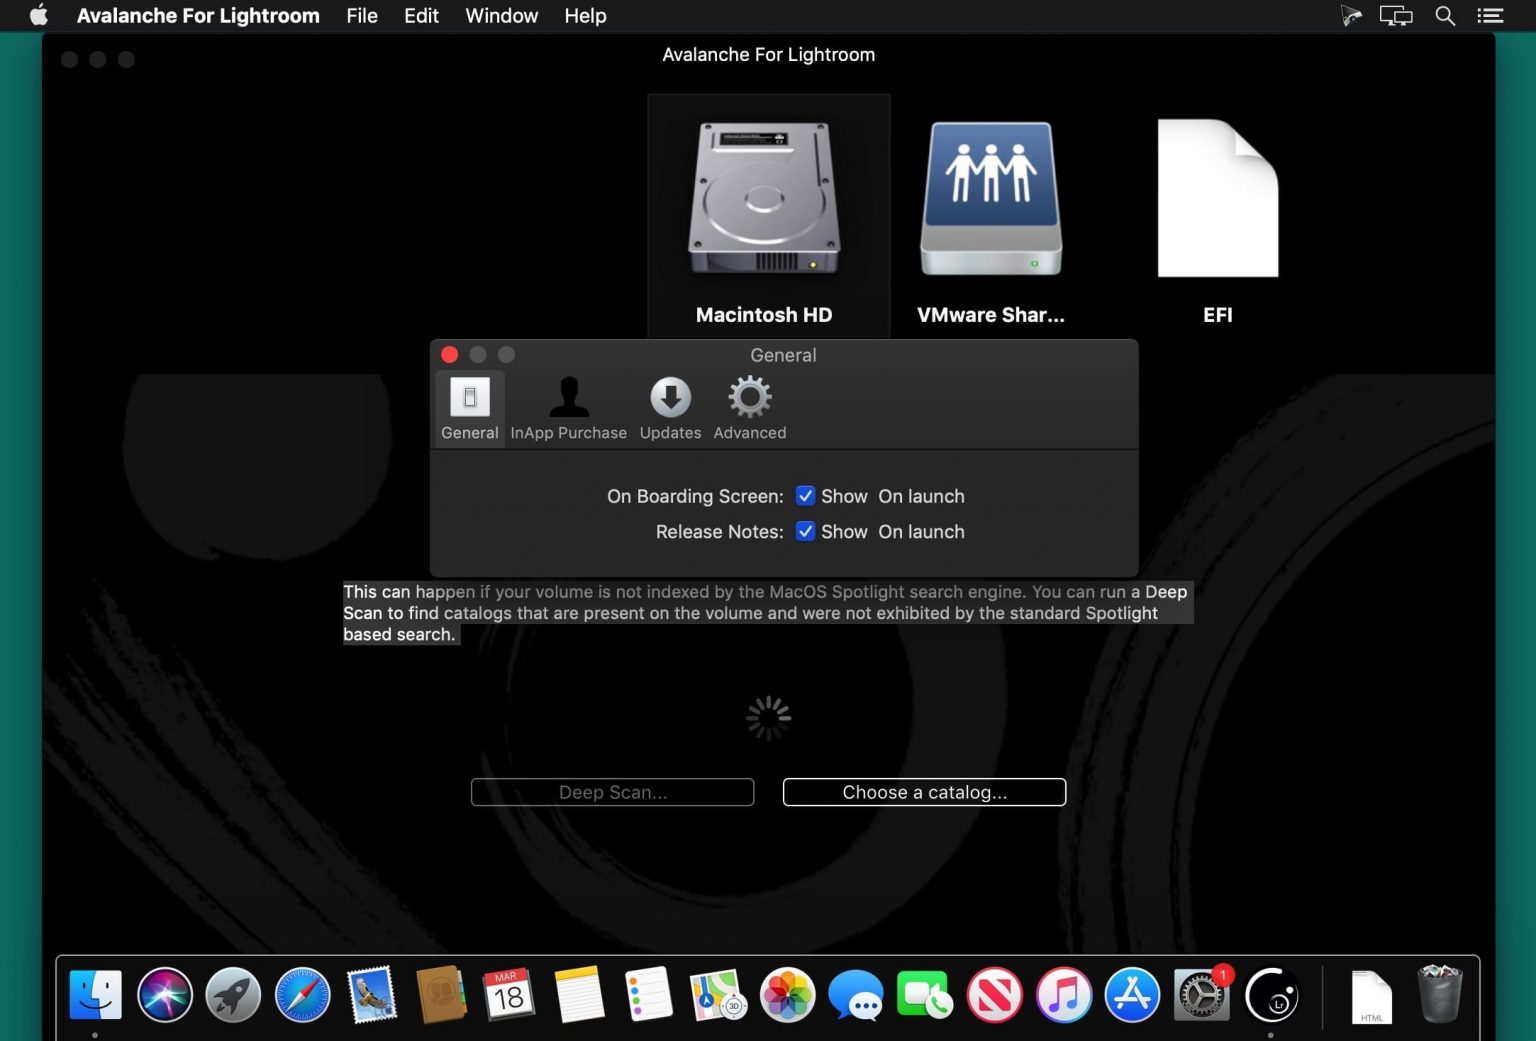 Avalanche For Lightroom File Edit Window Help
Avalanche For Lightroom
Macintosh HD VMware Shar... EFI
General
General InApp Purchase Updates Advanced
On Boarding Screen: Show On launch
Release Notes: Show On launch
This can happen if your volume is not indexed by the MacOS Spotlight search engine. You can run a Deep
Scan to find catalogs that are present on the volume and were not exhibited by the standard Spotlight
based search.
Deep Scan... Choose a catalog...
MAR
18
3D
1
Lr
HTML